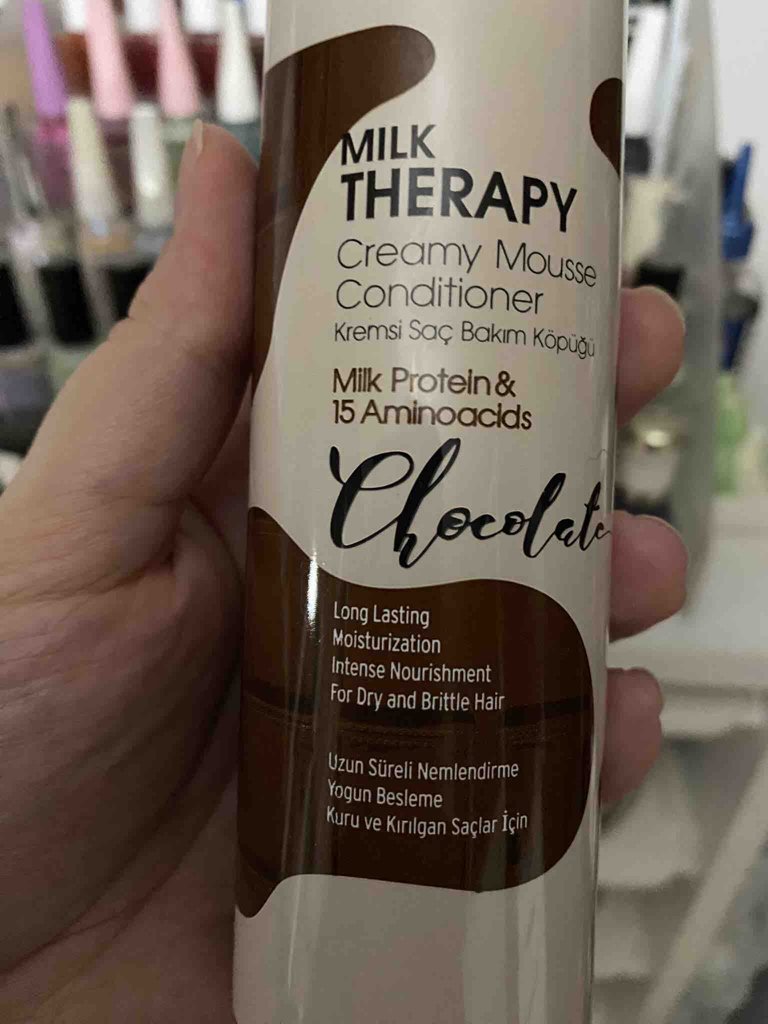 MILK
THERAPY
Creamy Mousse
Conditioner
Kremsi Saç Bakım Köpüğü
Milk Protein &
15 Aminoacids
Chocolate
Long Lasting
Moisturization
Intense Nourishment
For Dry and Brittle Hair
Uzun Süreli Nemlendirme
Yogun Besleme
Kuru ve Kırılgan Saçlar İçin